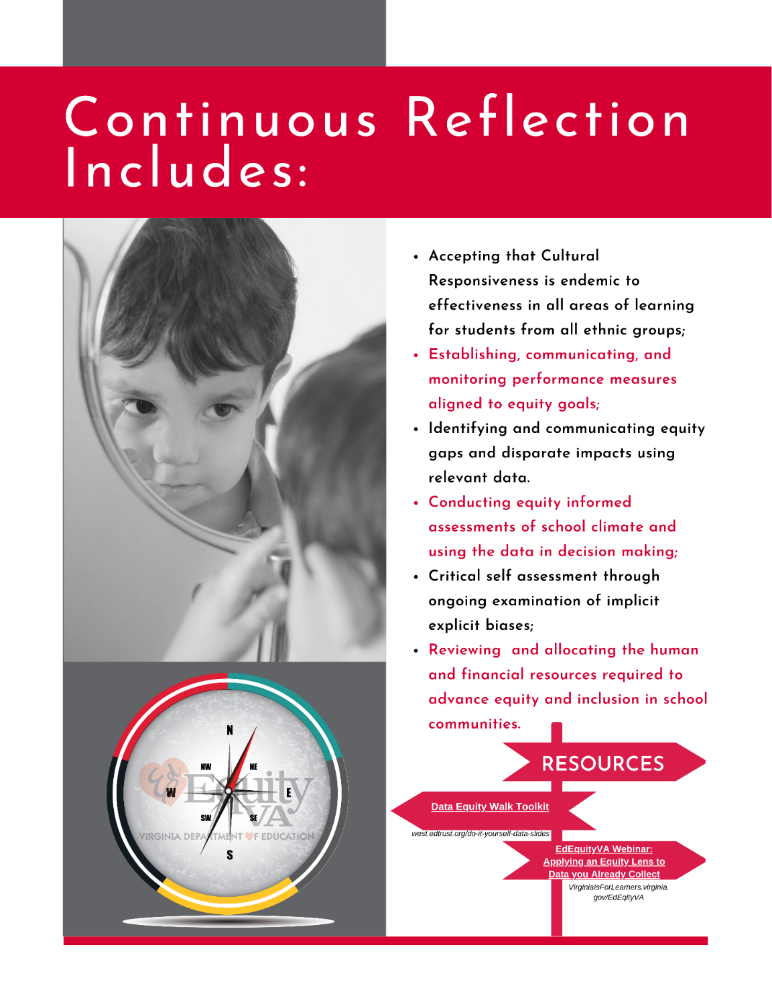 Continuous Reflection
Includes:
• Accepting that Cultural
Responsiveness is endemic to
effectiveness in all areas of learning
for students from all ethnic groups;
• Establishing, communicating, and
monitoring performance measures
aligned to equity goals;
• Identifying and communicating equity
gaps and disparate impacts using
relevant data.
• Conducting equity informed
assessments of school climate and
using the data in decision making;
• Critical self assessment through
ongoing examination of implicit
explicit biases;
• Reviewing and allocating the human
and financial resources required to
advance equity and inclusion in school
communities.
N
NW NE
Ed Equity
W E
VA
SW SE
VIRGINIA DEPARTMENT OF EDUCATION
S
RESOURCES
Data Equity Walk Toolkit
west.edtrust.org/do-it-yourself-data-slides
EdEquityVA Webinar:
Applying an Equity Lens to
Data you Already Collect
VirginiaIsForLearners.virginia.
gov/EdEqityVA